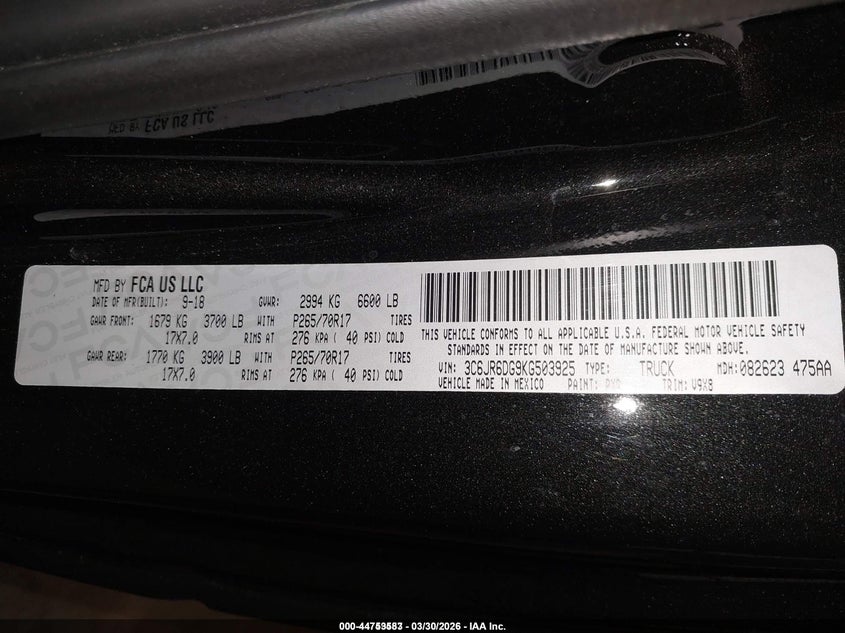 MFD BY FCA US LLC
MFD BY FCA US LLC
DATE OF MFR(BUILT): 9-18 GVWR: 2994 KG 6600 LB
GAWR FRONT: 1679 KG 3700 LB WITH P265/70R17 TIRES
17X7.0 RIMS AT 276 KPA ( 40 PSI) COLD
GAWR REAR: 1770 KG 3900 LB WITH P265/70R17 TIRES
17X7.0 RIMS AT 276 KPA ( 40 PSI) COLD
THIS VEHICLE CONFORMS TO ALL APPLICABLE U.S.A. FEDERAL MOTOR VEHICLE SAFETY
STANDARDS IN EFFECT ON THE DATE OF MANUFACTURE SHOWN ABOVE.
VIN: 3C6JR6DG9KG503925 TYPE: TRUCK MDH: 082623 475AA
VEHICLE MADE IN MEXICO PAINT: TRIM: V9X8
03/30/2026 - IAA Inc.